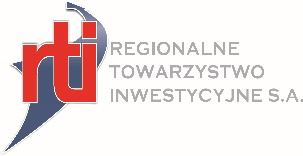 rti
REGIONALNE
TOWARZYSTWO
INWESTYCYJNE S.A.